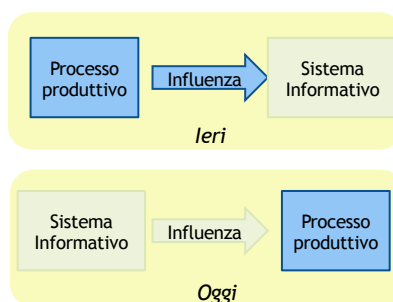 Processo
produttivo
Influenza
Sistema
Informativo
Ieri
Sistema
Informativo
Influenza
Processo
produttivo
Oggi